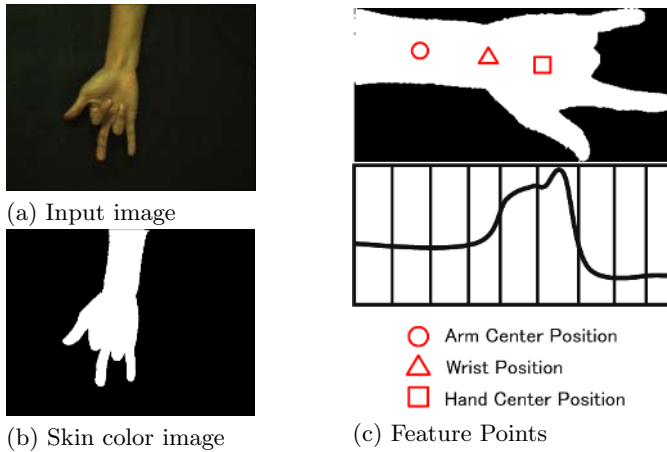 (a) Input image
(b) Skin color image
Arm Center Position
Wrist Position
Hand Center Position
(c) Feature Points